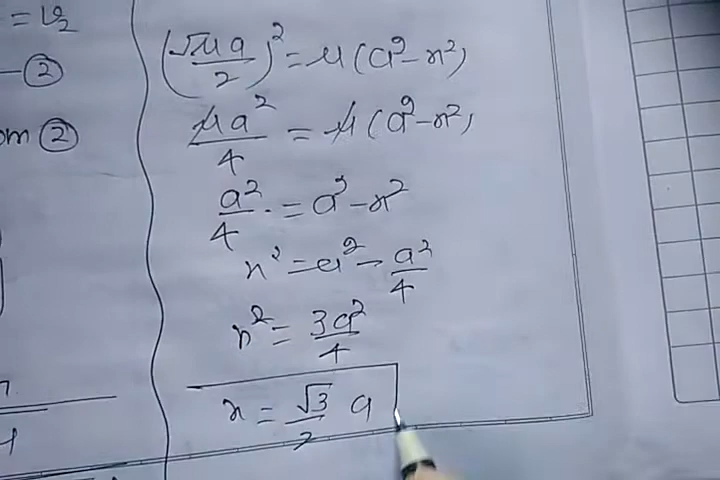 = v₂
— ②
om ②
(√μ a / 2)² = μ(a² - x²)
μa² / 4 = μ(a² - x²)
a² / 4 = a² - x²
x² = a² - a² / 4
x² = 3a² / 4
x = √3 / 2 a